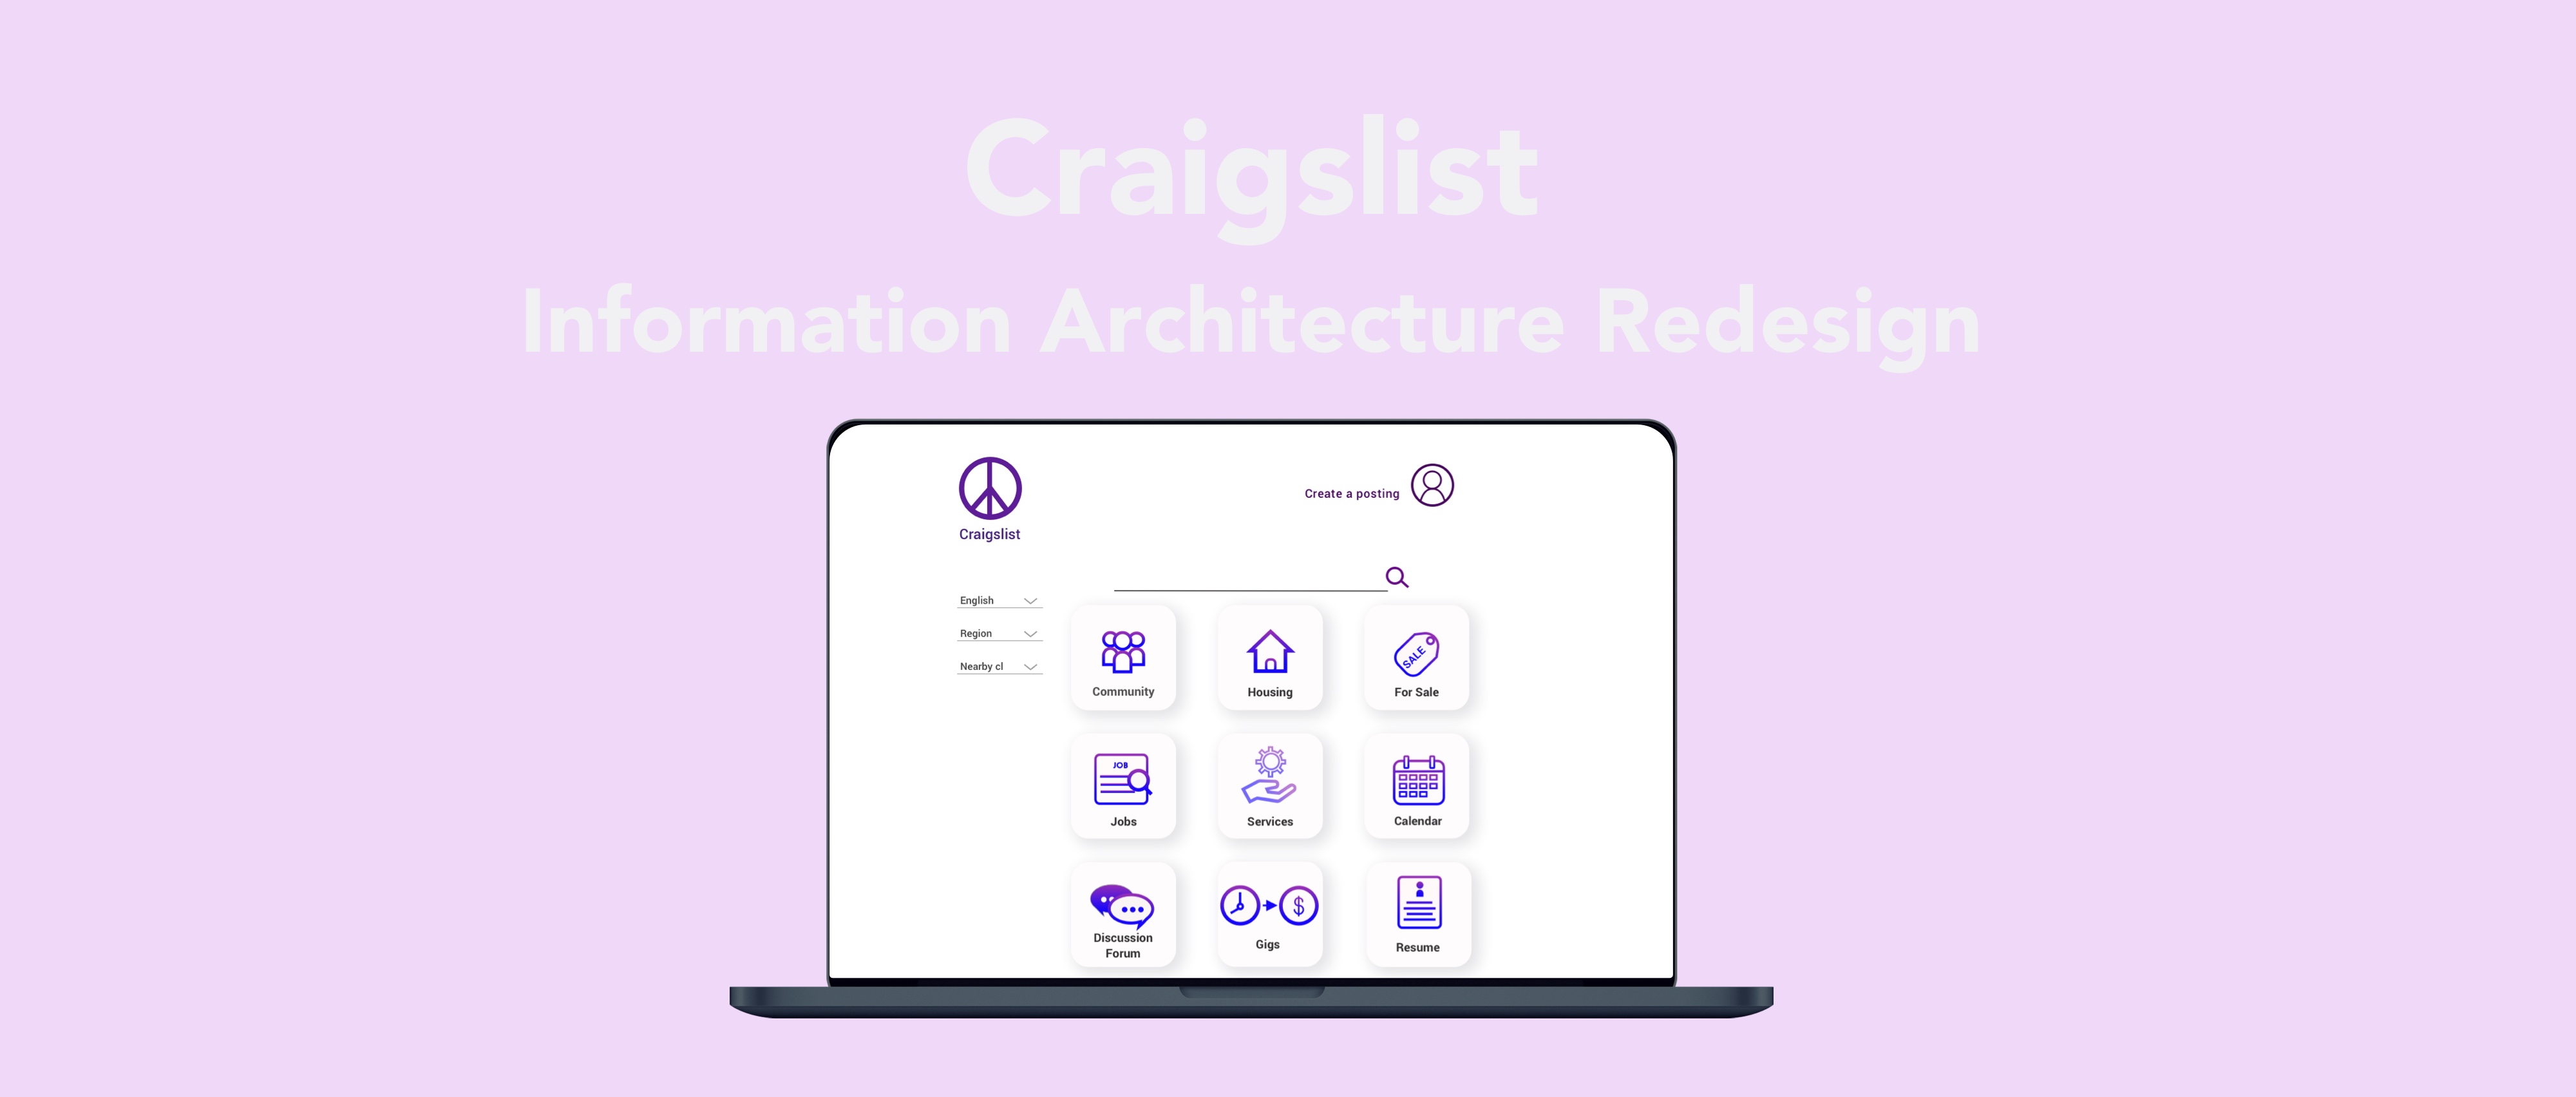 Craigslist
Information Architecture Redesign
Craigslist
Create a posting
English
Region
Nearby cl
Community
Housing
SALE
For Sale
JOB
Jobs
Services
Calendar
Discussion
Forum
$
Gigs
Resume